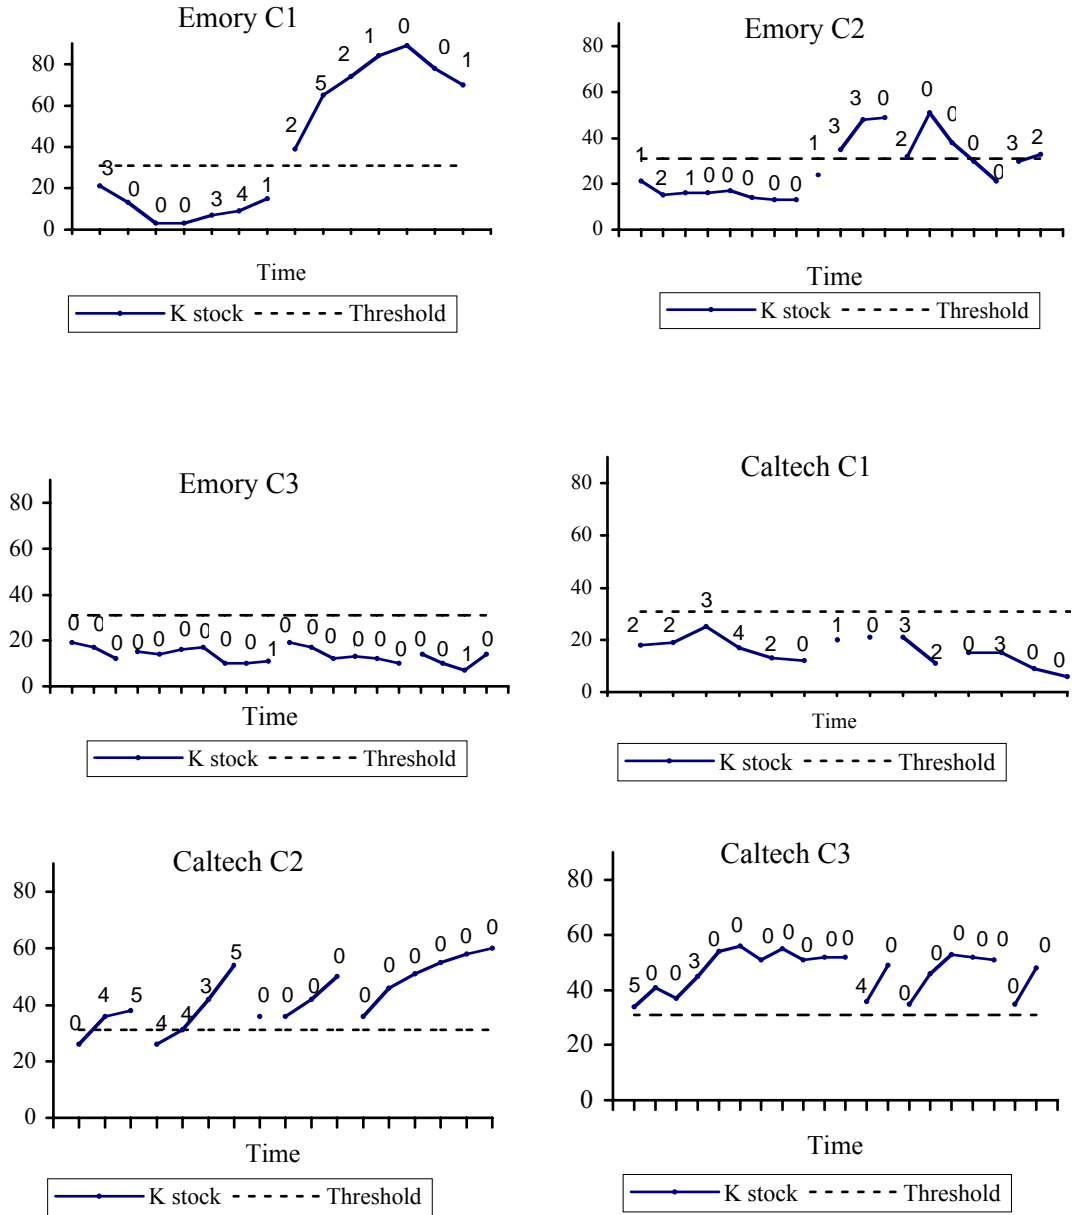 Emory C1
80
60
40
20
0
3 0 0 0 3 4 1 2 5 2 1 0 0 1
Time
K stock Threshold
Emory C2
80
60
40
20
0
1 2 1 0 0 0 0 0 1 3 3 0 2 0 0 0 0 3 2
Time
K stock Threshold
Emory C3
80
60
40
20
0
0 0 0 0 0 0 0 0 0 1 0 0 0 0 0 0 0 0 1 0
Time
K stock Threshold
Caltech C1
80
60
40
20
0
2 2 3 4 2 0 1 0 3 2 0 3 0 0
Time
K stock Threshold
Caltech C2
80
60
40
20
0
0 4 5 4 4 3 5 0 0 0 0 0 0 0 0 0 0
Time
K stock Threshold
Caltech C3
80
60
40
20
0
5 0 0 3 0 0 0 0 0 0 0 4 0 0 0 0 0 0 0 0
Time
K stock Threshold